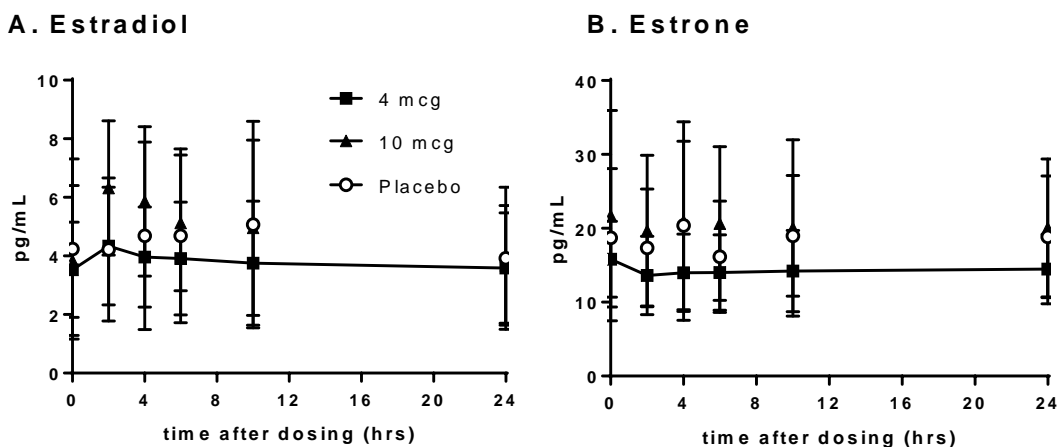 A. Estradiol
10
8
6
4
2
0
pg/mL
4 mcg
10 mcg
Placebo
0 4 8 12 16 20 24
time after dosing (hrs)
B. Estrone
40
30
20
10
0
pg/mL
0 4 8 12 16 20 24
time after dosing (hrs)